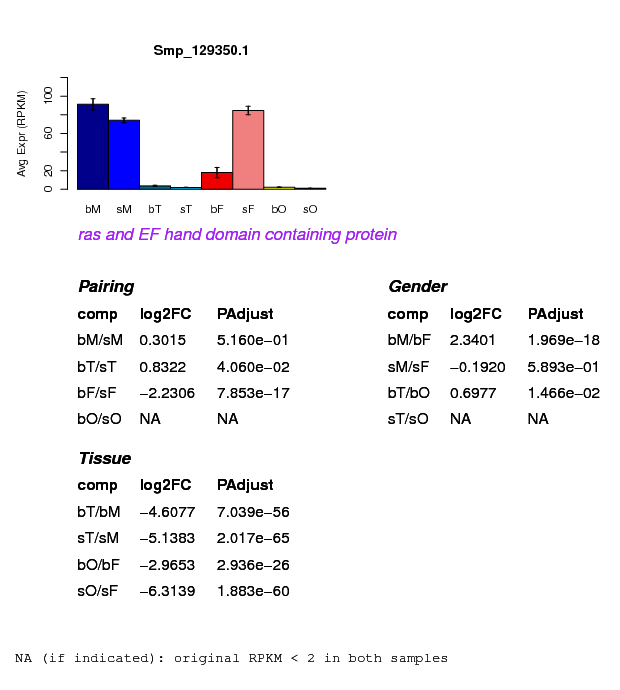 Smp_129350.1
Avg Expr (RPKM)
100
60
20
0
bM sM bT sT bF sF bO sO
ras and EF hand domain containing protein
Pairing
comp log2FC PAdjust
bM/sM 0.3015 5.160e−01
bT/sT 0.8322 4.060e−02
bF/sF −2.2306 7.853e−17
bO/sO NA NA
Gender
comp log2FC PAdjust
bM/bF 2.3401 1.969e−18
sM/sF −0.1920 5.893e−01
bT/bO 0.6977 1.466e−02
sT/sO NA NA
Tissue
comp log2FC PAdjust
bT/bM −4.6077 7.039e−56
sT/sM −5.1383 2.017e−65
bO/bF −2.9653 2.936e−26
sO/sF −6.3139 1.883e−60
NA (if indicated): original RPKM < 2 in both samples